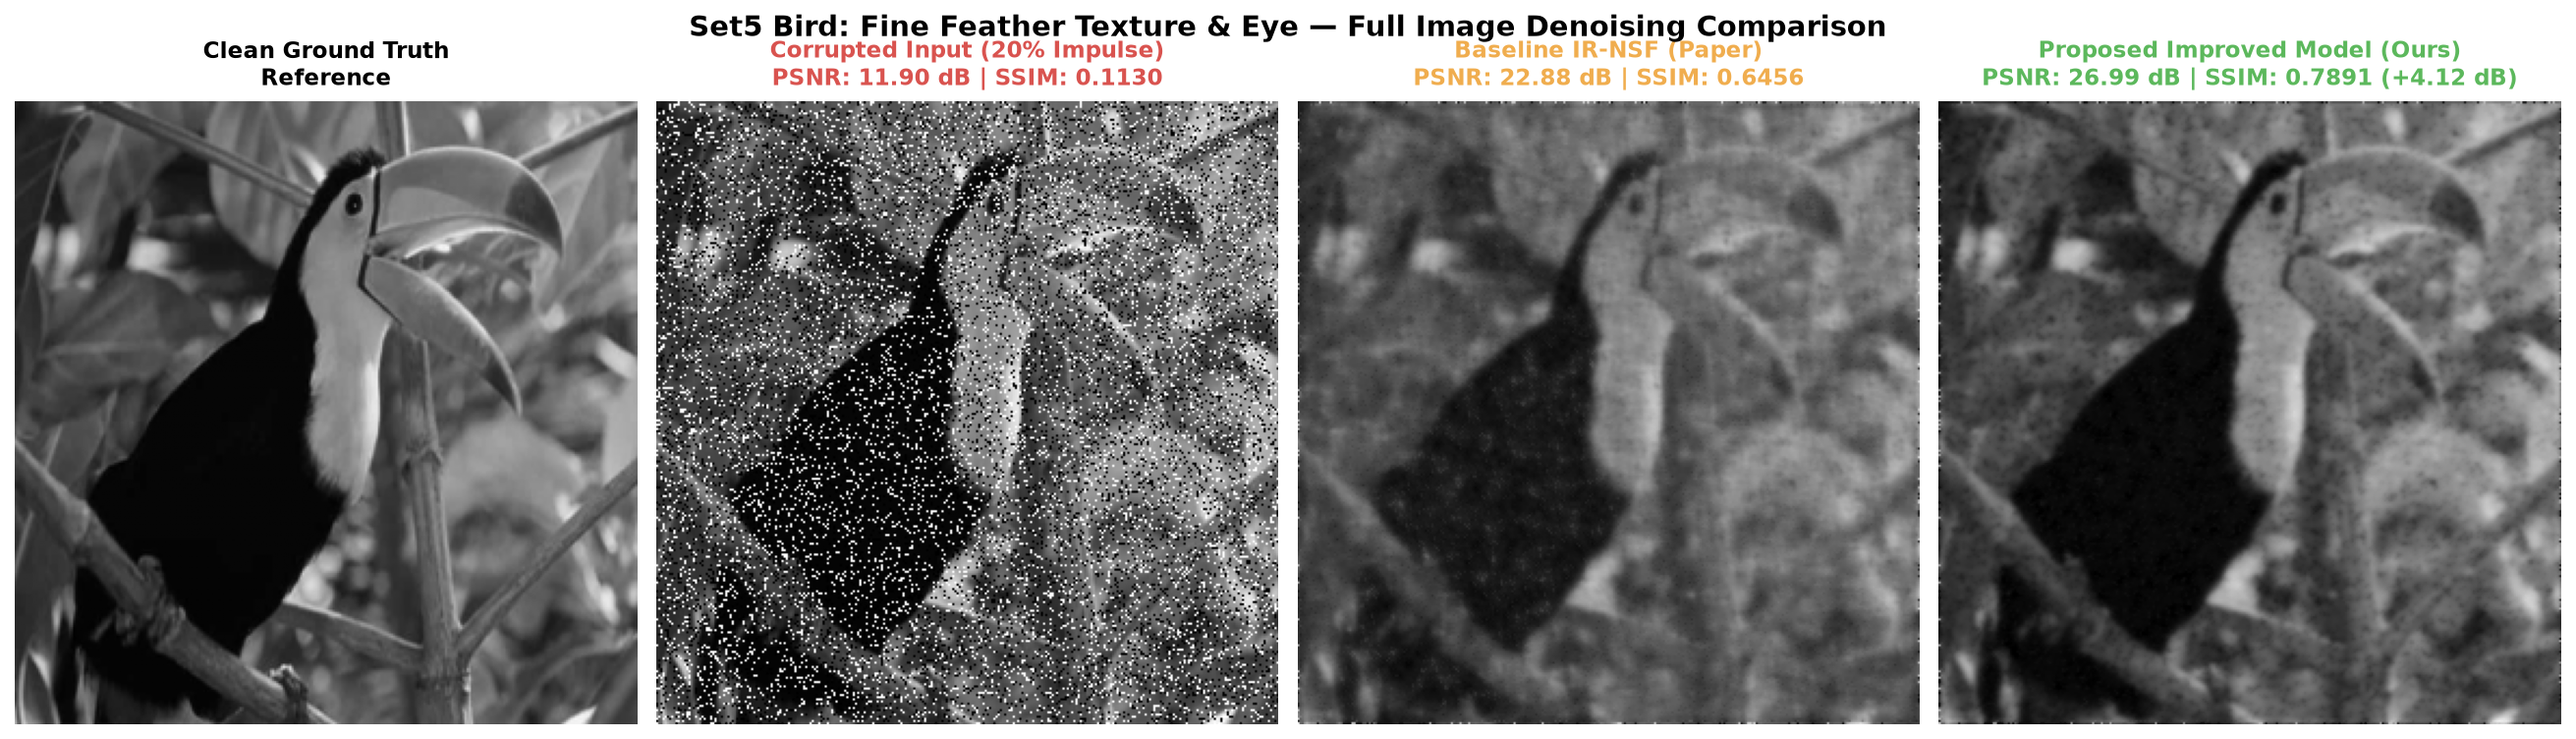 Set5 Bird: Fine Feather Texture & Eye — Full Image Denoising Comparison
Clean Ground Truth
Reference
Corrupted Input (20% Impulse)
PSNR: 11.90 dB | SSIM: 0.1130
Baseline IR-NSF (Paper)
PSNR: 22.88 dB | SSIM: 0.6456
Proposed Improved Model (Ours)
PSNR: 26.99 dB | SSIM: 0.7891 (+4.12 dB)